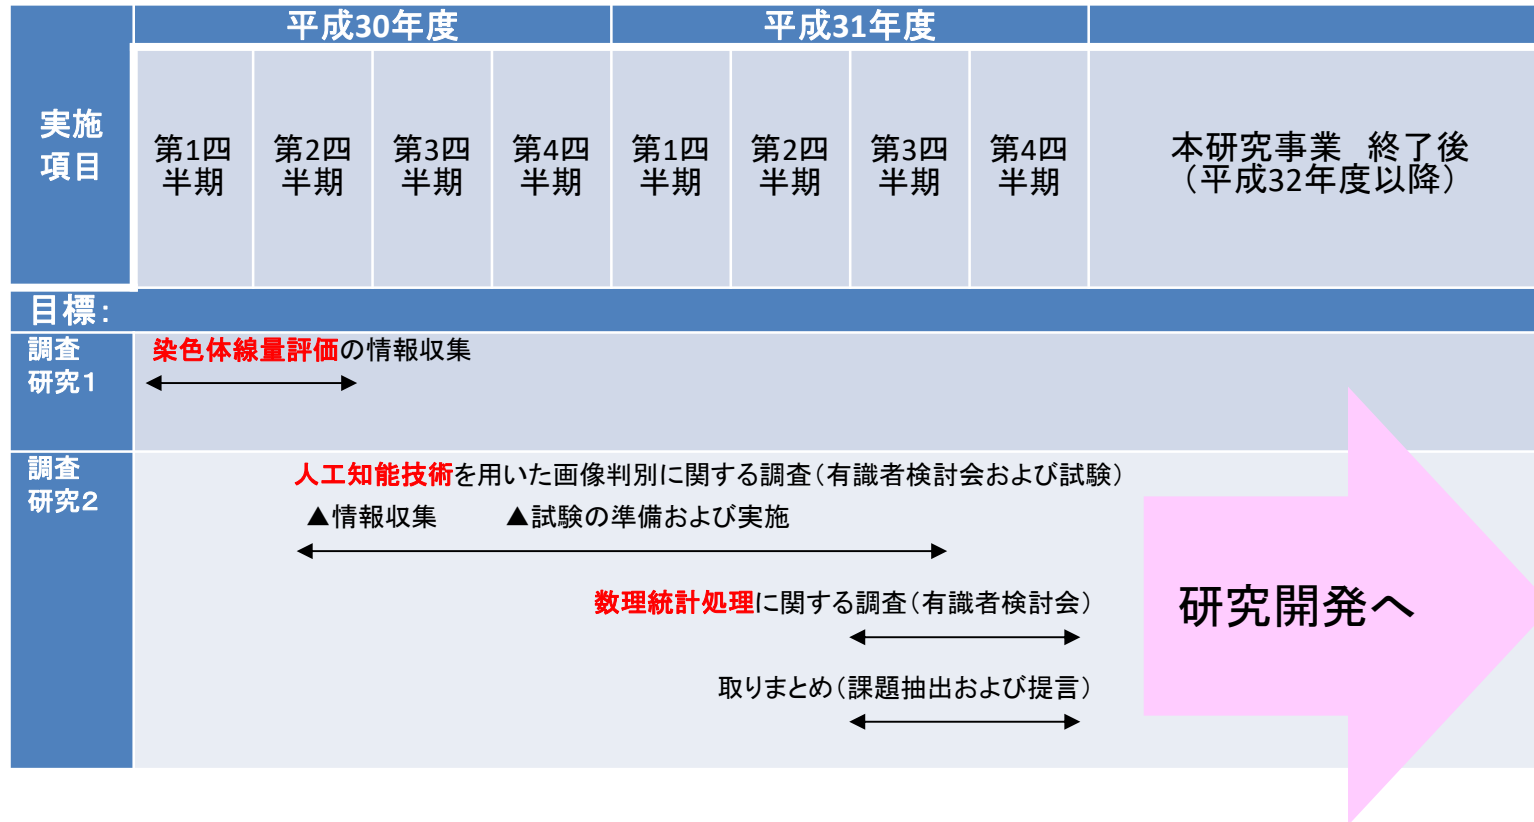 平成30年度
平成31年度
実施
項目
第1四
半期
第2四
半期
第3四
半期
第4四
半期
第1四
半期
第2四
半期
第3四
半期
第4四
半期
本研究事業　終了後
（平成32年度以降）
目標：
調査
研究１
染色体線量評価の情報収集
調査
研究２
人工知能技術を用いた画像判別に関する調査（有識者検討会および試験）
▲情報収集
▲試験の準備および実施
数理統計処理に関する調査（有識者検討会）
取りまとめ（課題抽出および提言）
研究開発へ